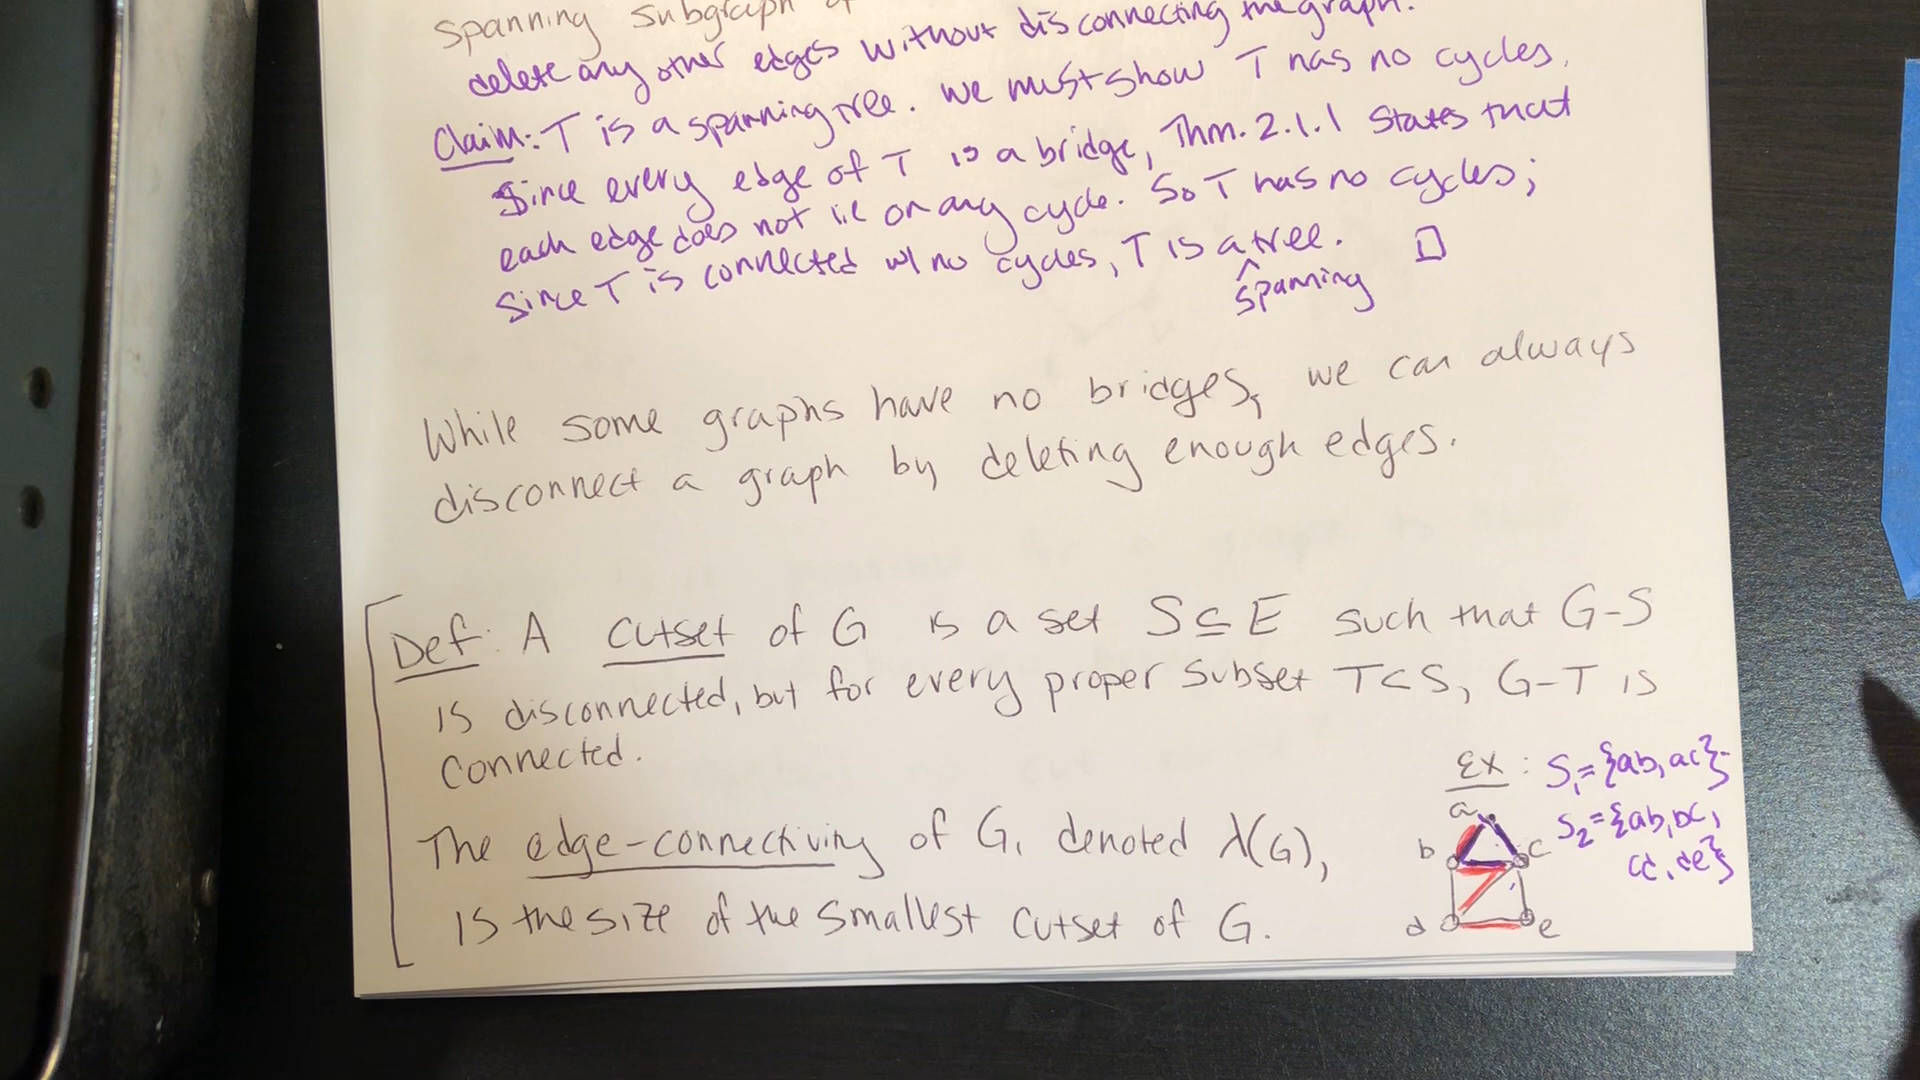 spanning subgraph of
delete any other edges without disconnecting the graph.
Claim: T is a spanning tree. We must show T has no cycles.
Since every edge of T is a bridge, Thm. 2.1.1 States that
each edge does not lie on any cycle. So T has no cycles;
Since T is connected w/ no cycles, T is a ^ tree. □
spanning
While some graphs have no bridges, we can always
disconnect a graph by deleting enough edges.
Def: A cutset of G is a set S ⊆ E such that G-S
is disconnected, but for every proper subset T⊂S, G-T is
connected.
The edge-connectivity of G, denoted λ(G),
is the size of the smallest cutset of G.
Ex: S₁={ab, ac}
S₂={ab, bc,
cd, de}
a
b c
d e